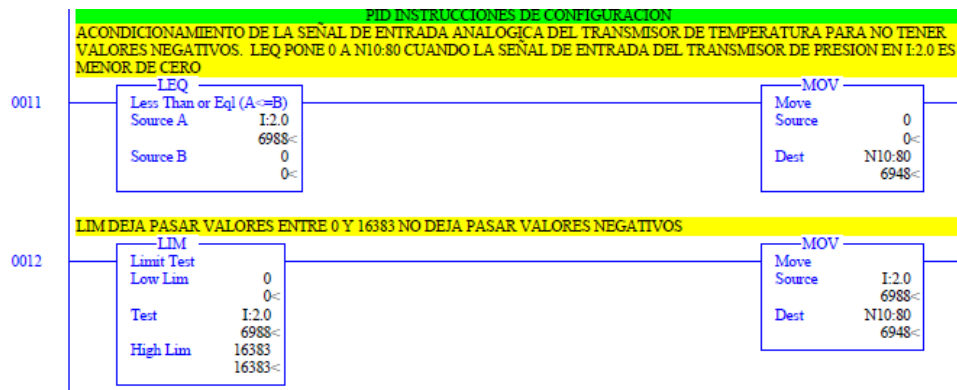 PID INSTRUCCIONES DE CONFIGURACION
ACONDICIONAMIENTO DE LA SEÑAL DE ENTRADA ANALOGICA DEL TRANSMISOR DE TEMPERATURA PARA NO TENER
VALORES NEGATIVOS. LEQ PONE 0 A N10:80 CUANDO LA SEÑAL DE ENTRADA DEL TRANSMISOR DE PRESION EN I:2.0 ES
MENOR DE CERO
0011
LEQ
Less Than or Eql (A<=B)
Source A I:2.0
6988<
Source B 0
0<
MOV
Move
Source 0
0<
Dest N10:80
6948<
LIM DEJA PASAR VALORES ENTRE 0 Y 16383 NO DEJA PASAR VALORES NEGATIVOS
0012
LIM
Limit Test
Low Lim 0
0<
Test I:2.0
6988<
High Lim 16383
16383<
MOV
Move
Source I:2.0
6988<
Dest N10:80
6948<